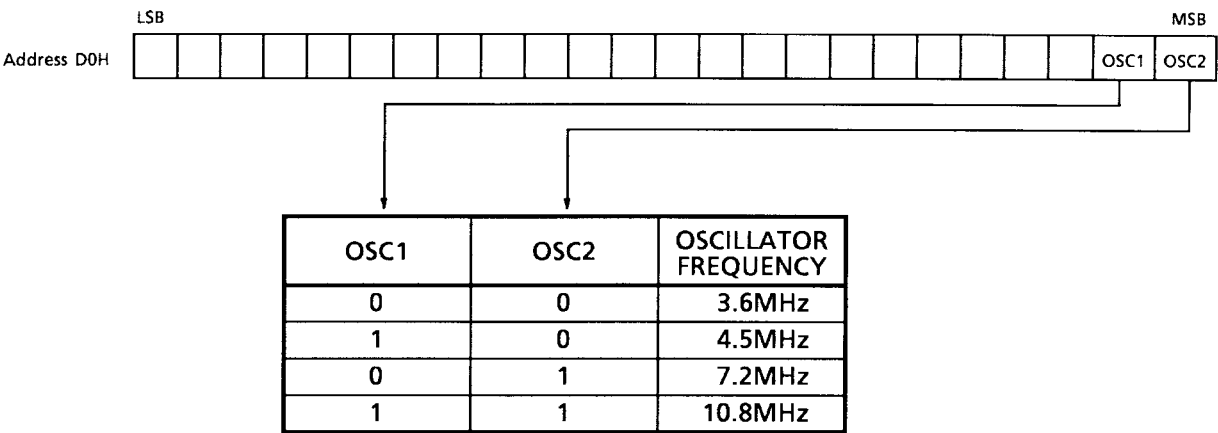 LSB MSB
Address D0H OSC1 OSC2
OSC1 OSC2 OSCILLATOR FREQUENCY
0 0 3.6MHz
1 0 4.5MHz
0 1 7.2MHz
1 1 10.8MHz